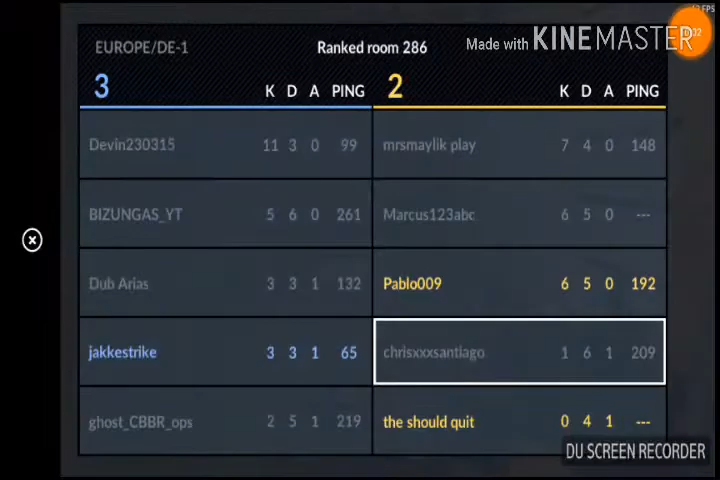 EUROPE/DE-1 Ranked room 286 Made with KINEMASTER
3 K D A PING 2 K D A PING
Devin230315 11 3 0 99 mrsmaylik play 7 4 0 148
BIZUNGAS_YT 5 6 0 261 Marcus123abc 6 5 0 ---
Dub Arias 3 3 1 132 Pablo009 6 5 0 192
jakkestrike 3 3 1 65 chrisxxxsantiago 1 6 1 209
ghost_CBBR_ops 2 5 1 219 the should quit 0 4 1 ---
DU SCREEN RECORDER